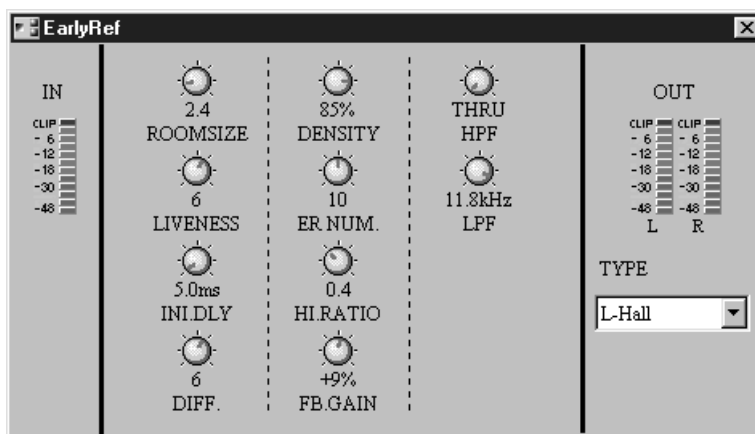 EarlyRef
IN
CLIP
- 6
-12
-18
-30
-48
2.4
ROOMSIZE
6
LIVENESS
5.0ms
INI.DLY
6
DIFF.
85%
DENSITY
10
ER NUM.
0.4
HI.RATIO
+9%
FB.GAIN
THRU
HPF
11.8kHz
LPF
OUT
CLIP CLIP
- 6 - 6
-12 -12
-18 -18
-30 -30
-48 -48
L R
TYPE
L-Hall